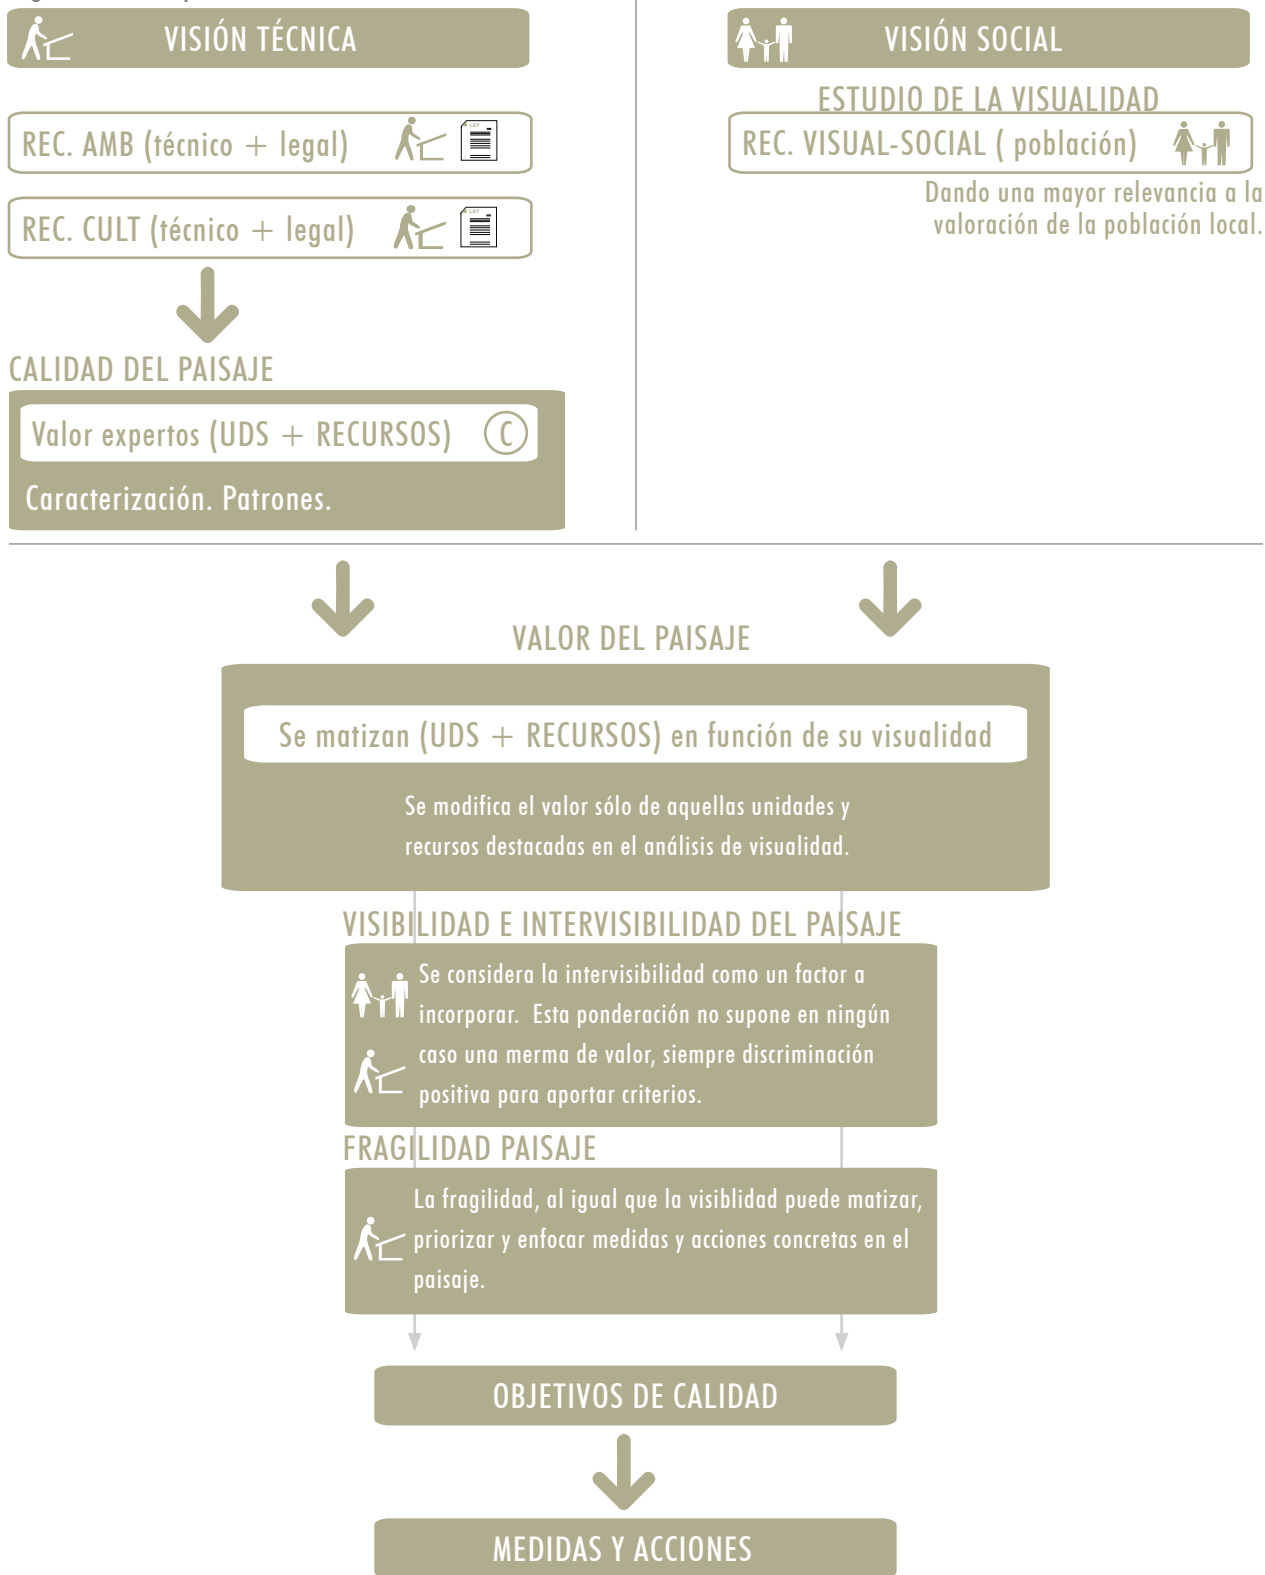 VISIÓN TÉCNICA
REC. AMB (técnico + legal)
LEY
REC. CULT (técnico + legal)
LEY
CALIDAD DEL PAISAJE
Valor expertos (UDS + RECURSOS) C
Caracterización. Patrones.
VISIÓN SOCIAL
ESTUDIO DE LA VISUALIDAD
REC. VISUAL-SOCIAL ( población)
Dando una mayor relevancia a la
valoración de la población local.
VALOR DEL PAISAJE
Se matizan (UDS + RECURSOS) en función de su visualidad
Se modifica el valor sólo de aquellas unidades y
recursos destacadas en el análisis de visualidad.
VISIBILIDAD E INTERVISIBILIDAD DEL PAISAJE
Se considera la intervisibilidad como un factor a
incorporar. Esta ponderación no supone en ningún
caso una merma de valor, siempre discriminación
positiva para aportar criterios.
FRAGILIDAD PAISAJE
La fragilidad, al igual que la visiblidad puede matizar,
priorizar y enfocar medidas y acciones concretas en el
paisaje.
OBJETIVOS DE CALIDAD
MEDIDAS Y ACCIONES